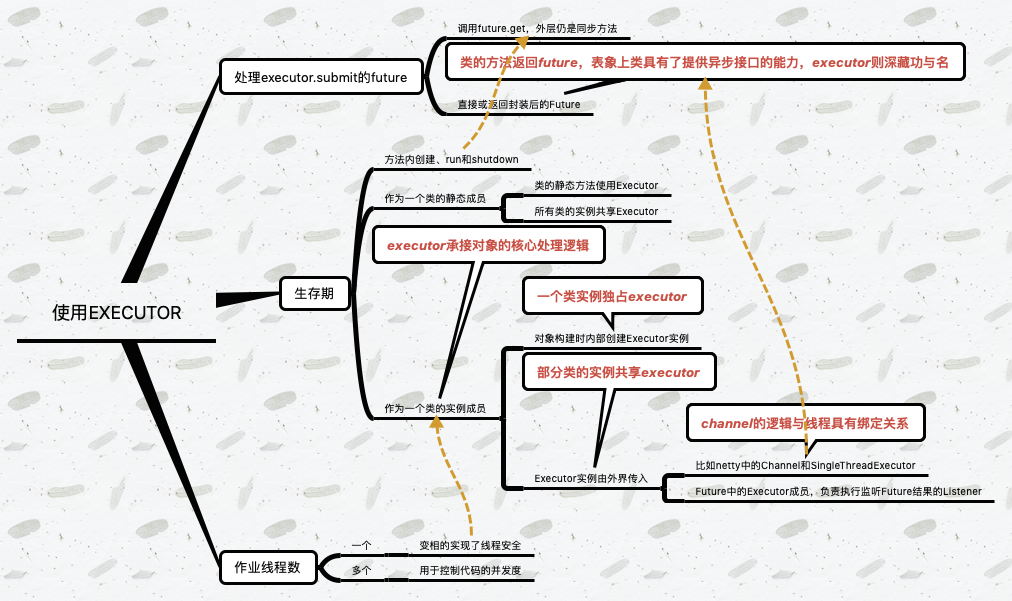 调用future.get，外层仍是同步方法
类的方法返回future，表象上类具有了提供异步接口的能力，executor则深藏功与名
处理executor.submit的future
直接或返回封装后的Future
方法内创建、run和shutdown
类的静态方法使用Executor
作为一个类的静态成员
所有类的实例共享Executor
executor承接对象的核心处理逻辑
生存期
一个类实例独占executor
使用EXECUTOR
对象构建时内部创建Executor实例
部分类的实例共享executor
作为一个类的实例成员
channel的逻辑与线程具有绑定关系
比如netty中的Channel和SingleThreadExecutor
Executor实例由外界传入
Future中的Executor成员，负责执行监听Future结果的Listener
一个
变相的实现了线程安全
作业线程数
多个
用于控制代码的并发度